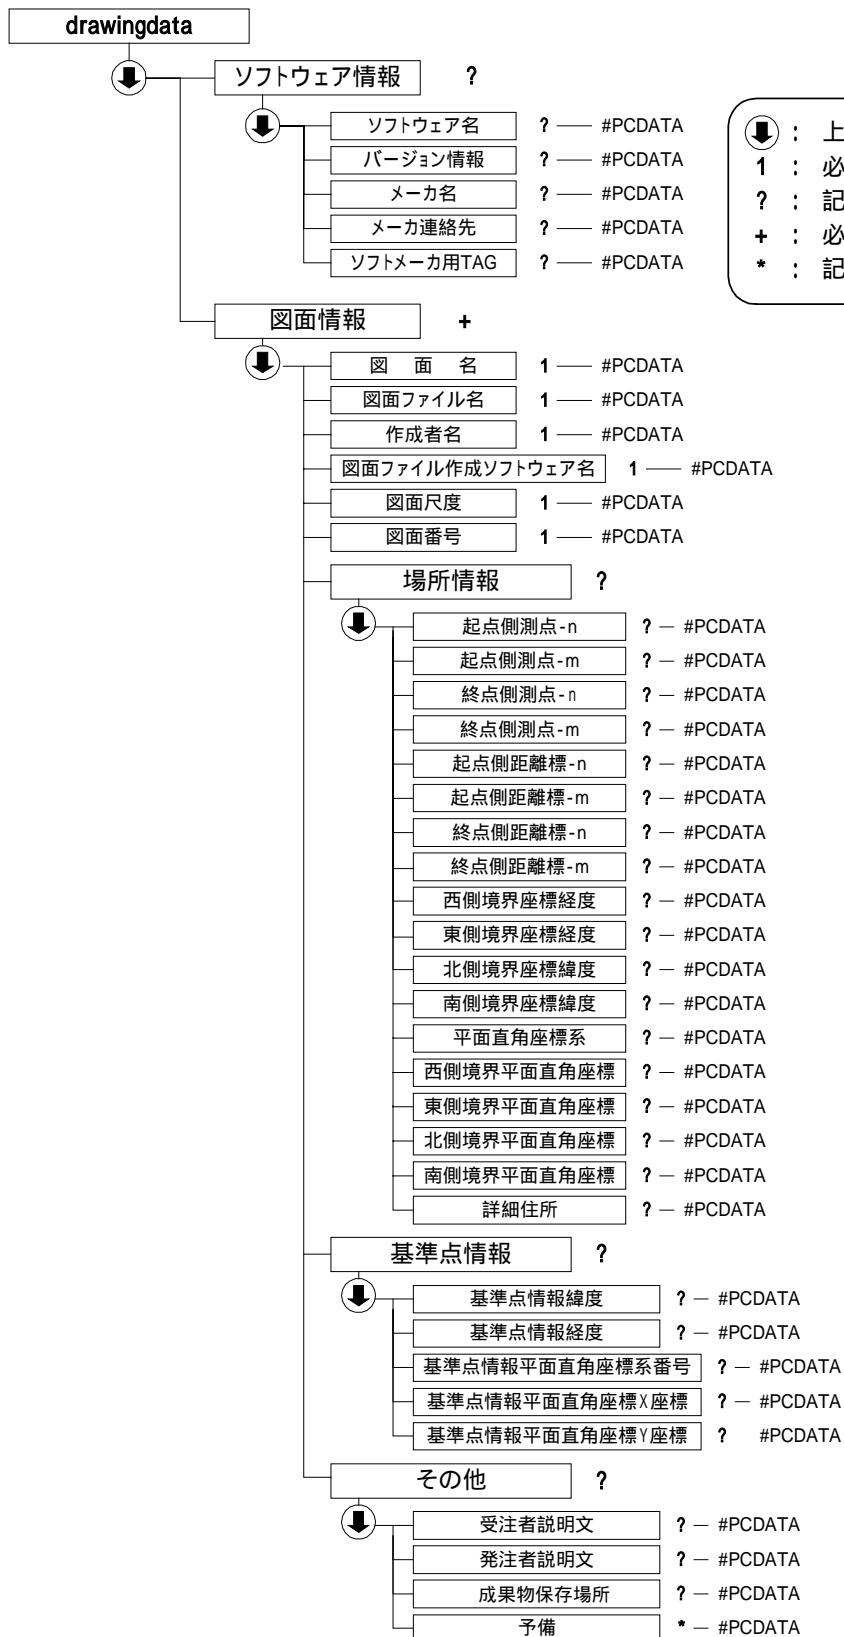 drawingdata
ソフトウェア情報 ?
ソフトウェア名 ? #PCDATA
バージョン情報 ? #PCDATA
メーカ名 ? #PCDATA
メーカ連絡先 ? #PCDATA
ソフトメーカ用TAG ? #PCDATA
: 上
1 : 必
? : 記
+ : 必
* : 記
図面情報 +
図 面 名 1 #PCDATA
図面ファイル名 1 #PCDATA
作成者名 1 #PCDATA
図面ファイル作成ソフトウェア名 1 #PCDATA
図面尺度 1 #PCDATA
図面番号 1 #PCDATA
場所情報 ?
起点側測点-n ? #PCDATA
起点側測点-m ? #PCDATA
終点側測点-n ? #PCDATA
終点側測点-m ? #PCDATA
起点側距離標-n ? #PCDATA
起点側距離標-m ? #PCDATA
終点側距離標-n ? #PCDATA
終点側距離標-m ? #PCDATA
西側境界座標経度 ? #PCDATA
東側境界座標経度 ? #PCDATA
北側境界座標緯度 ? #PCDATA
南側境界座標緯度 ? #PCDATA
平面直角座標系 ? #PCDATA
西側境界平面直角座標 ? #PCDATA
東側境界平面直角座標 ? #PCDATA
北側境界平面直角座標 ? #PCDATA
南側境界平面直角座標 ? #PCDATA
詳細住所 ? #PCDATA
基準点情報 ?
基準点情報緯度 ? #PCDATA
基準点情報経度 ? #PCDATA
基準点情報平面直角座標系番号 ? #PCDATA
基準点情報平面直角座標X座標 ? #PCDATA
基準点情報平面直角座標Y座標 ? #PCDATA
その他 ?
受注者説明文 ? #PCDATA
発注者説明文 ? #PCDATA
成果物保存場所 ? #PCDATA
予備 * #PCDATA